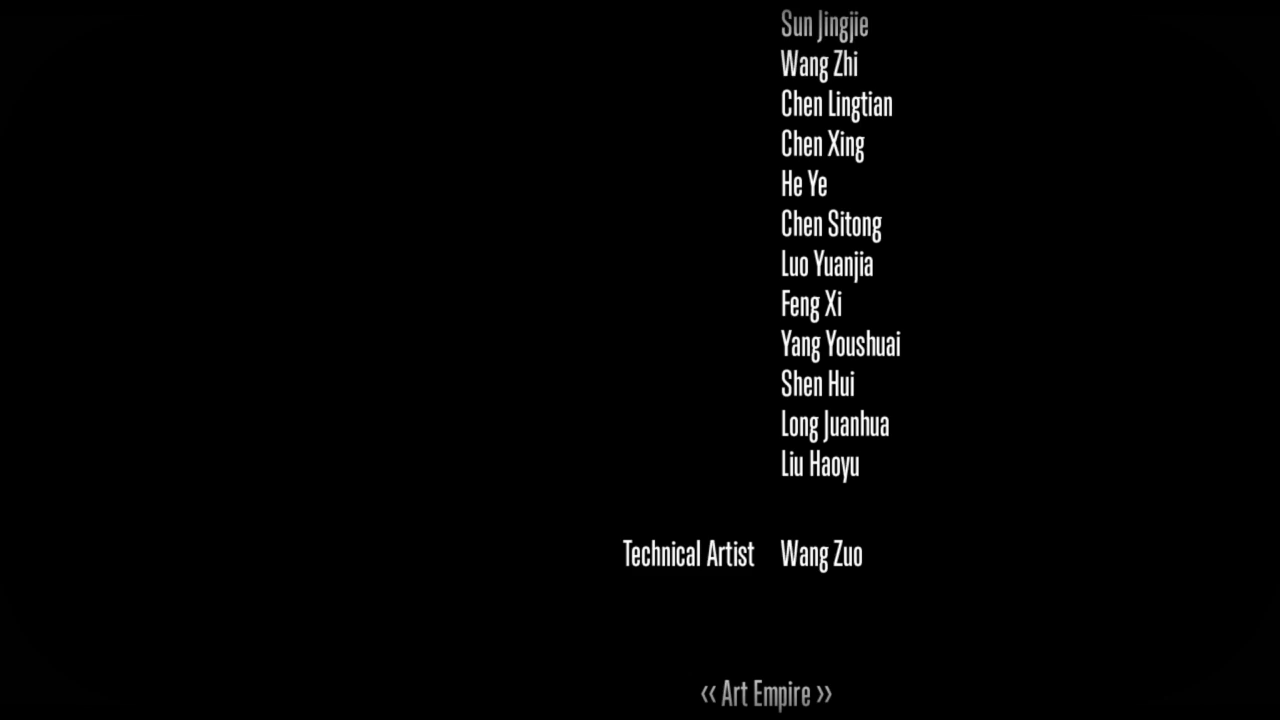 Sun Jingjie
Wang Zhi
Chen Lingtian
Chen Xing
He Ye
Chen Sitong
Luo Yuanjia
Feng Xi
Yang Youshuai
Shen Hui
Long Juanhua
Liu Haoyu
Technical Artist Wang Zuo
<< Art Empire >>